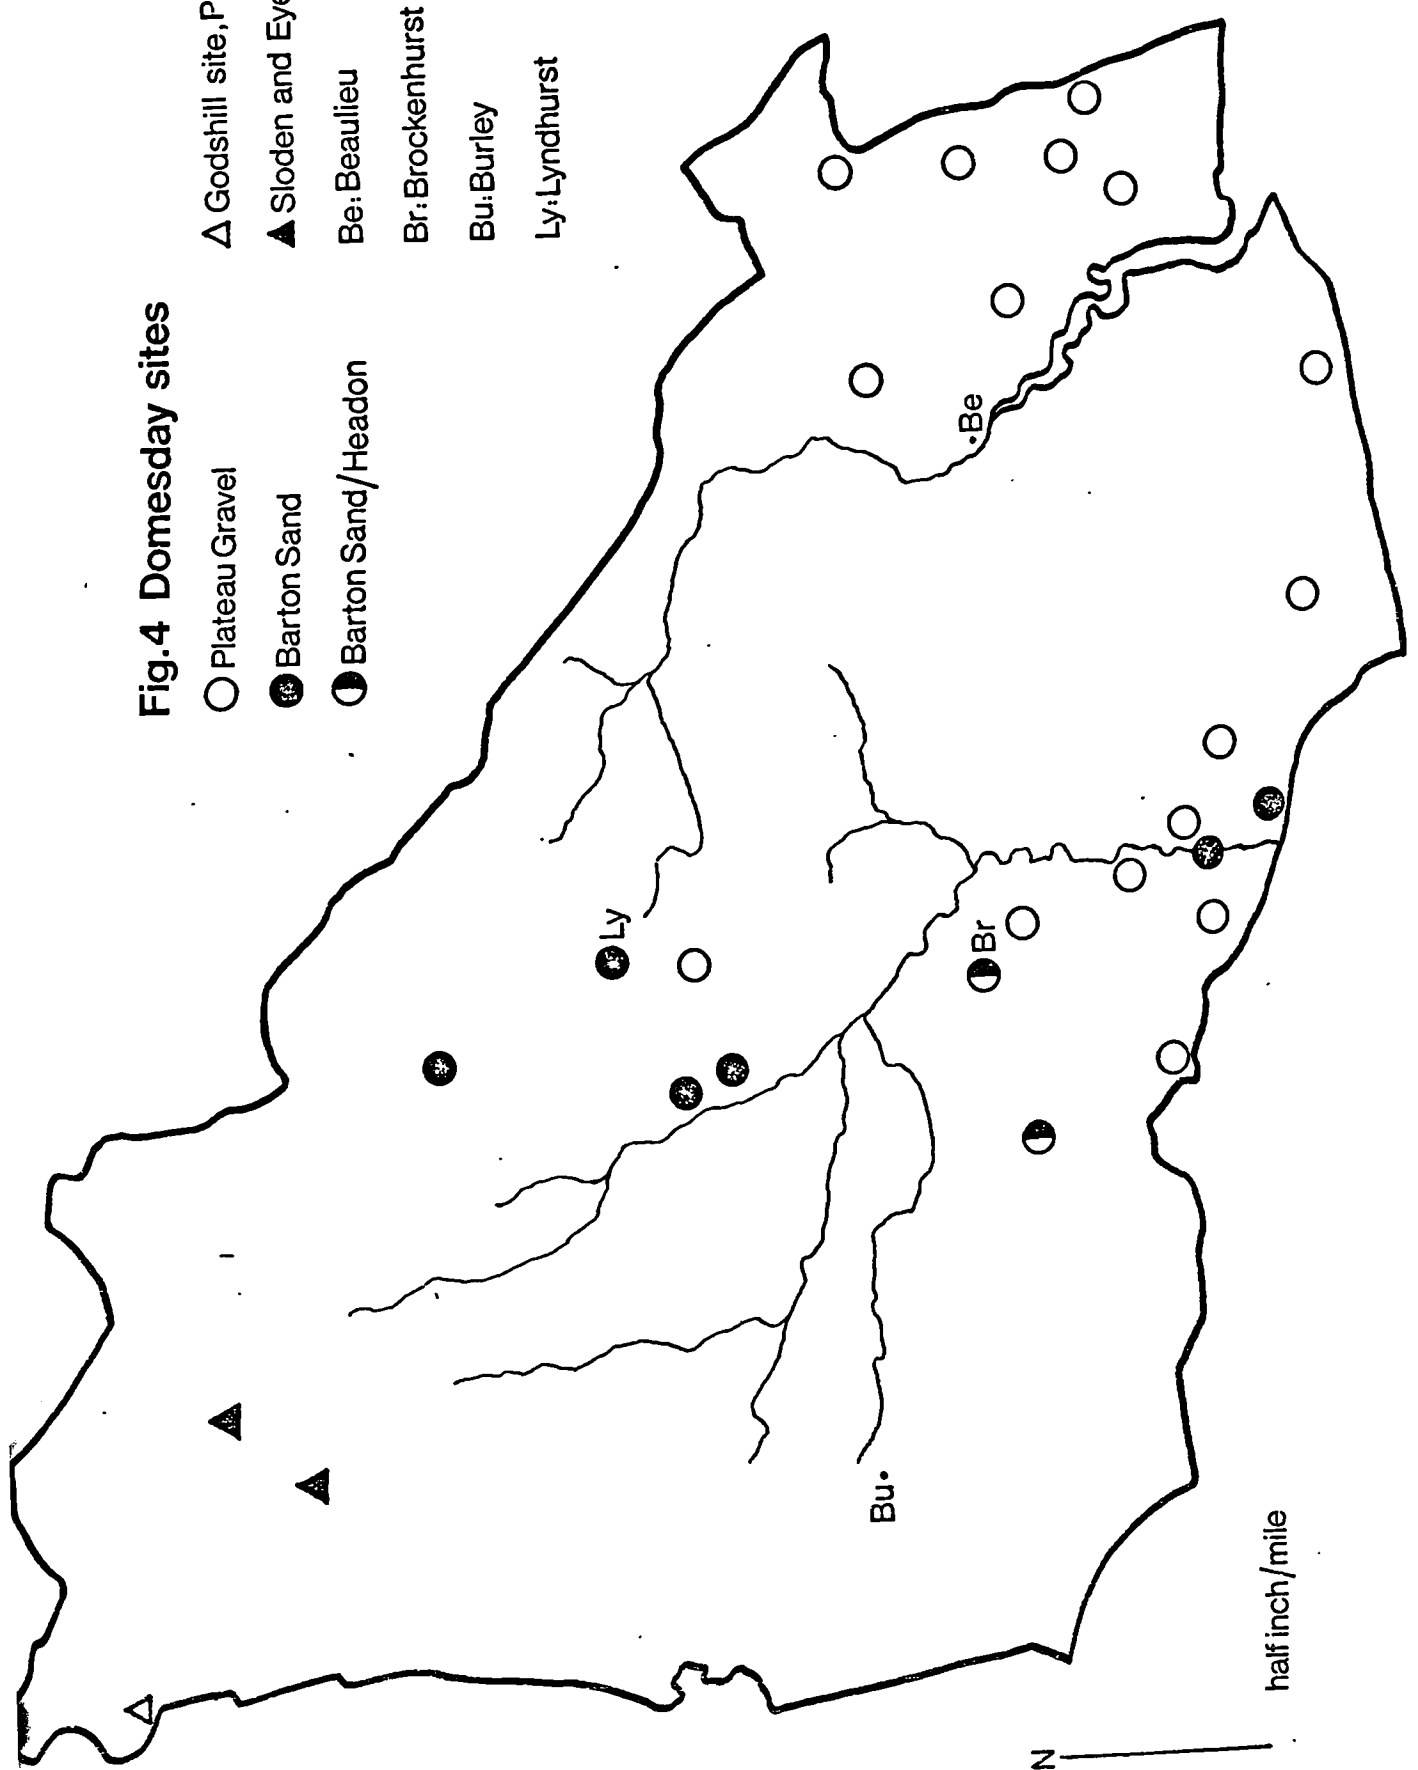 Fig.4 Domesday sites
Plateau Gravel
Barton Sand
Barton Sand/Headon
Godshill site,
Sloden and
Be:Beaulieu
Br:Brockenhurst
Bu:Burley
Ly:Lyndhurst
Ly
Be
Br
Bu
N
half inch/mile